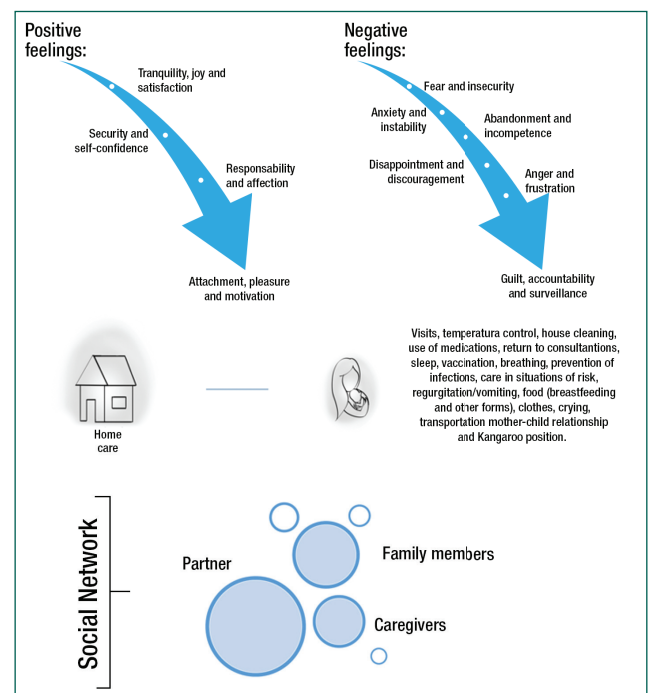 Positive
feelings:
Tranquility, joy and
satisfaction
Security and
self-confidence
Responsability
and affection
Attachment, pleasure
and motivation
Negative
feelings:
Fear and insecurity
Anxiety and
instability
Abandonment and
incompetence
Disappointment and
discouragement
Anger and
frustration
Guilt, accountability
and surveillance
Home
care
Visits, temperatura control, house cleaning,
use of medications, return to consultantions,
sleep, vaccination, breathing, prevention of
infections, care in situations of risk,
regurgitation/vomiting, food (breastfeeding
and other forms), clothes, crying,
transportation mother-child relationship
and Kangaroo position.
Social Network
Partner
Family members
Caregivers